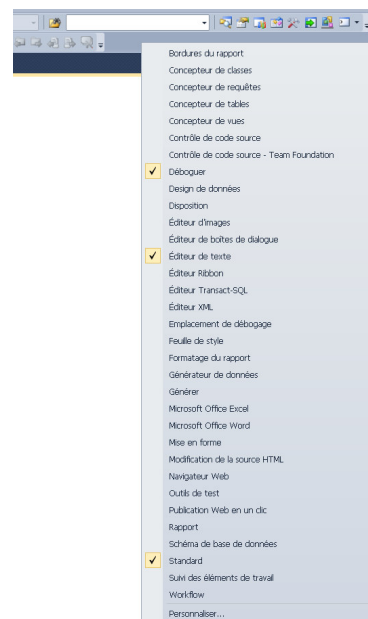 Bordures du rapport
Concepteur de classes
Concepteur de requêtes
Concepteur de tables
Concepteur de vues
Contrôle de code source
Contrôle de code source - Team Foundation
Déboguer
Design de données
Disposition
Éditeur d'images
Éditeur de boîtes de dialogue
Éditeur de texte
Éditeur Ribbon
Éditeur Transact-SQL
Éditeur XML
Emplacement de débogage
Feuille de style
Formatage du rapport
Générateur de données
Générer
Microsoft Office Excel
Microsoft Office Word
Mise en forme
Modification de la source HTML
Navigateur Web
Outils de test
Publication Web en un clic
Rapport
Schéma de base de données
Standard
Suivi des éléments de travail
Workflow
Personnaliser...